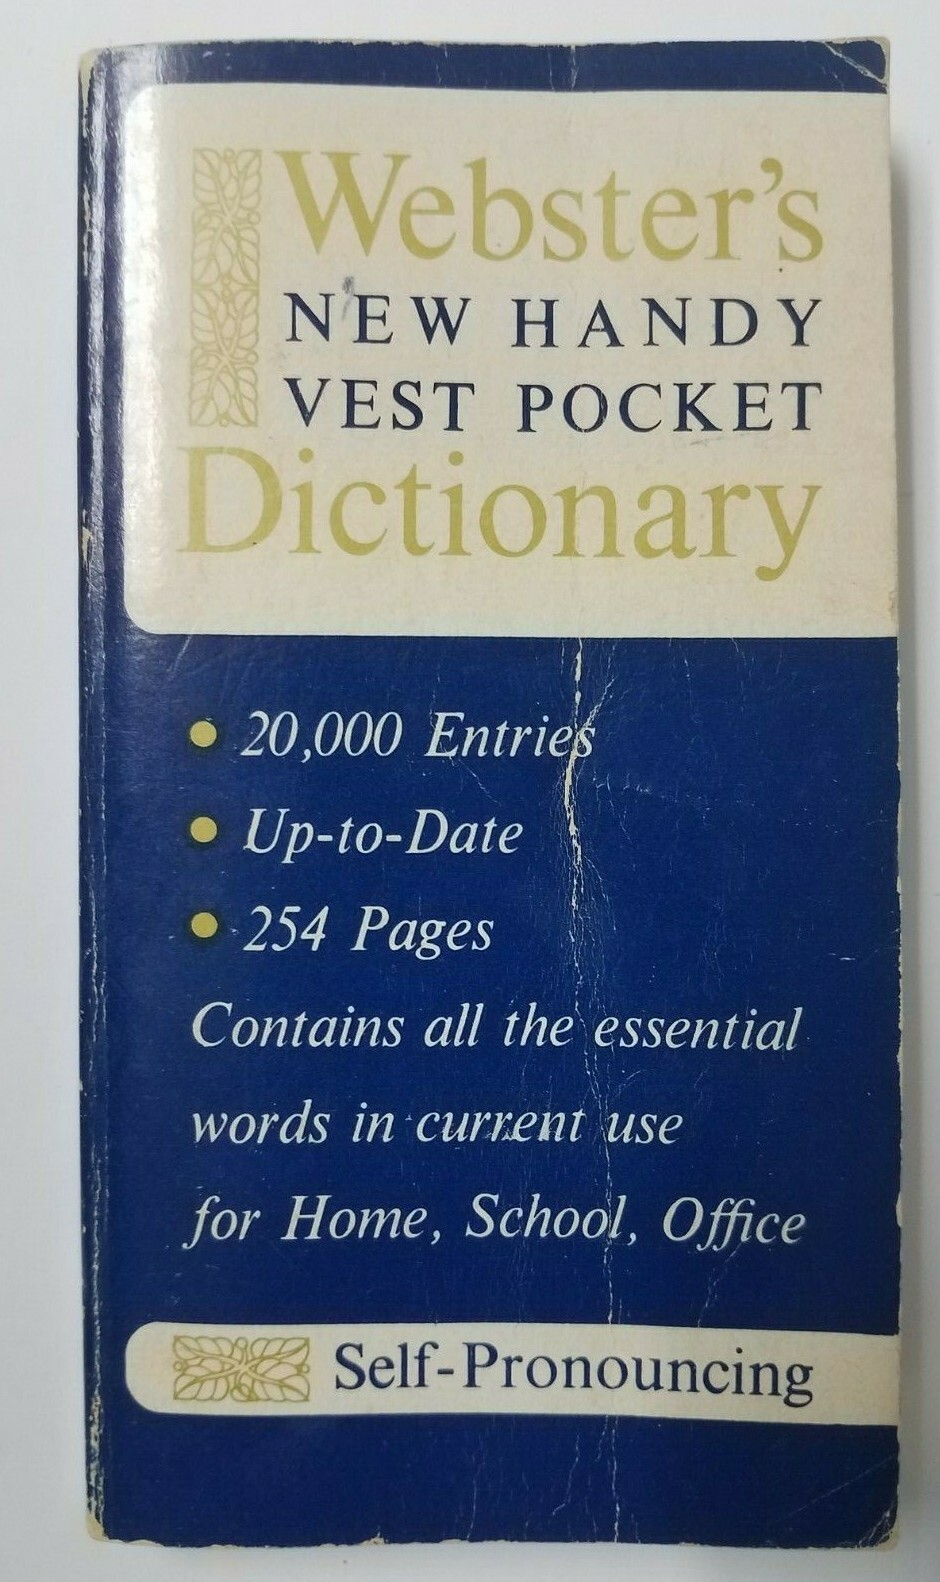 Webster's
NEW HANDY
VEST POCKET
Dictionary
• 20,000 Entries
• Up-to-Date
• 254 Pages
Contains all the essential
words in current use
for Home, School, Office
Self-Pronouncing